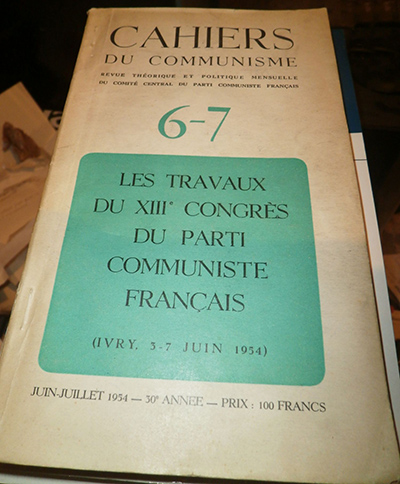 CAHIERS
DU COMMUNISME
REVUE THÉORIQUE ET POLITIQUE MENSUELLE
DU COMITÉ CENTRAL DU PARTI COMMUNISTE FRANÇAIS
6-7
LES TRAVAUX
DU XIIIe CONGRÈS
DU PARTI
COMMUNISTE
FRANÇAIS
(IVRY, 3-7 JUIN 1954)
JUIN-JUILLET 1954 — 30e ANNÉE — PRIX : 100 FRANCS